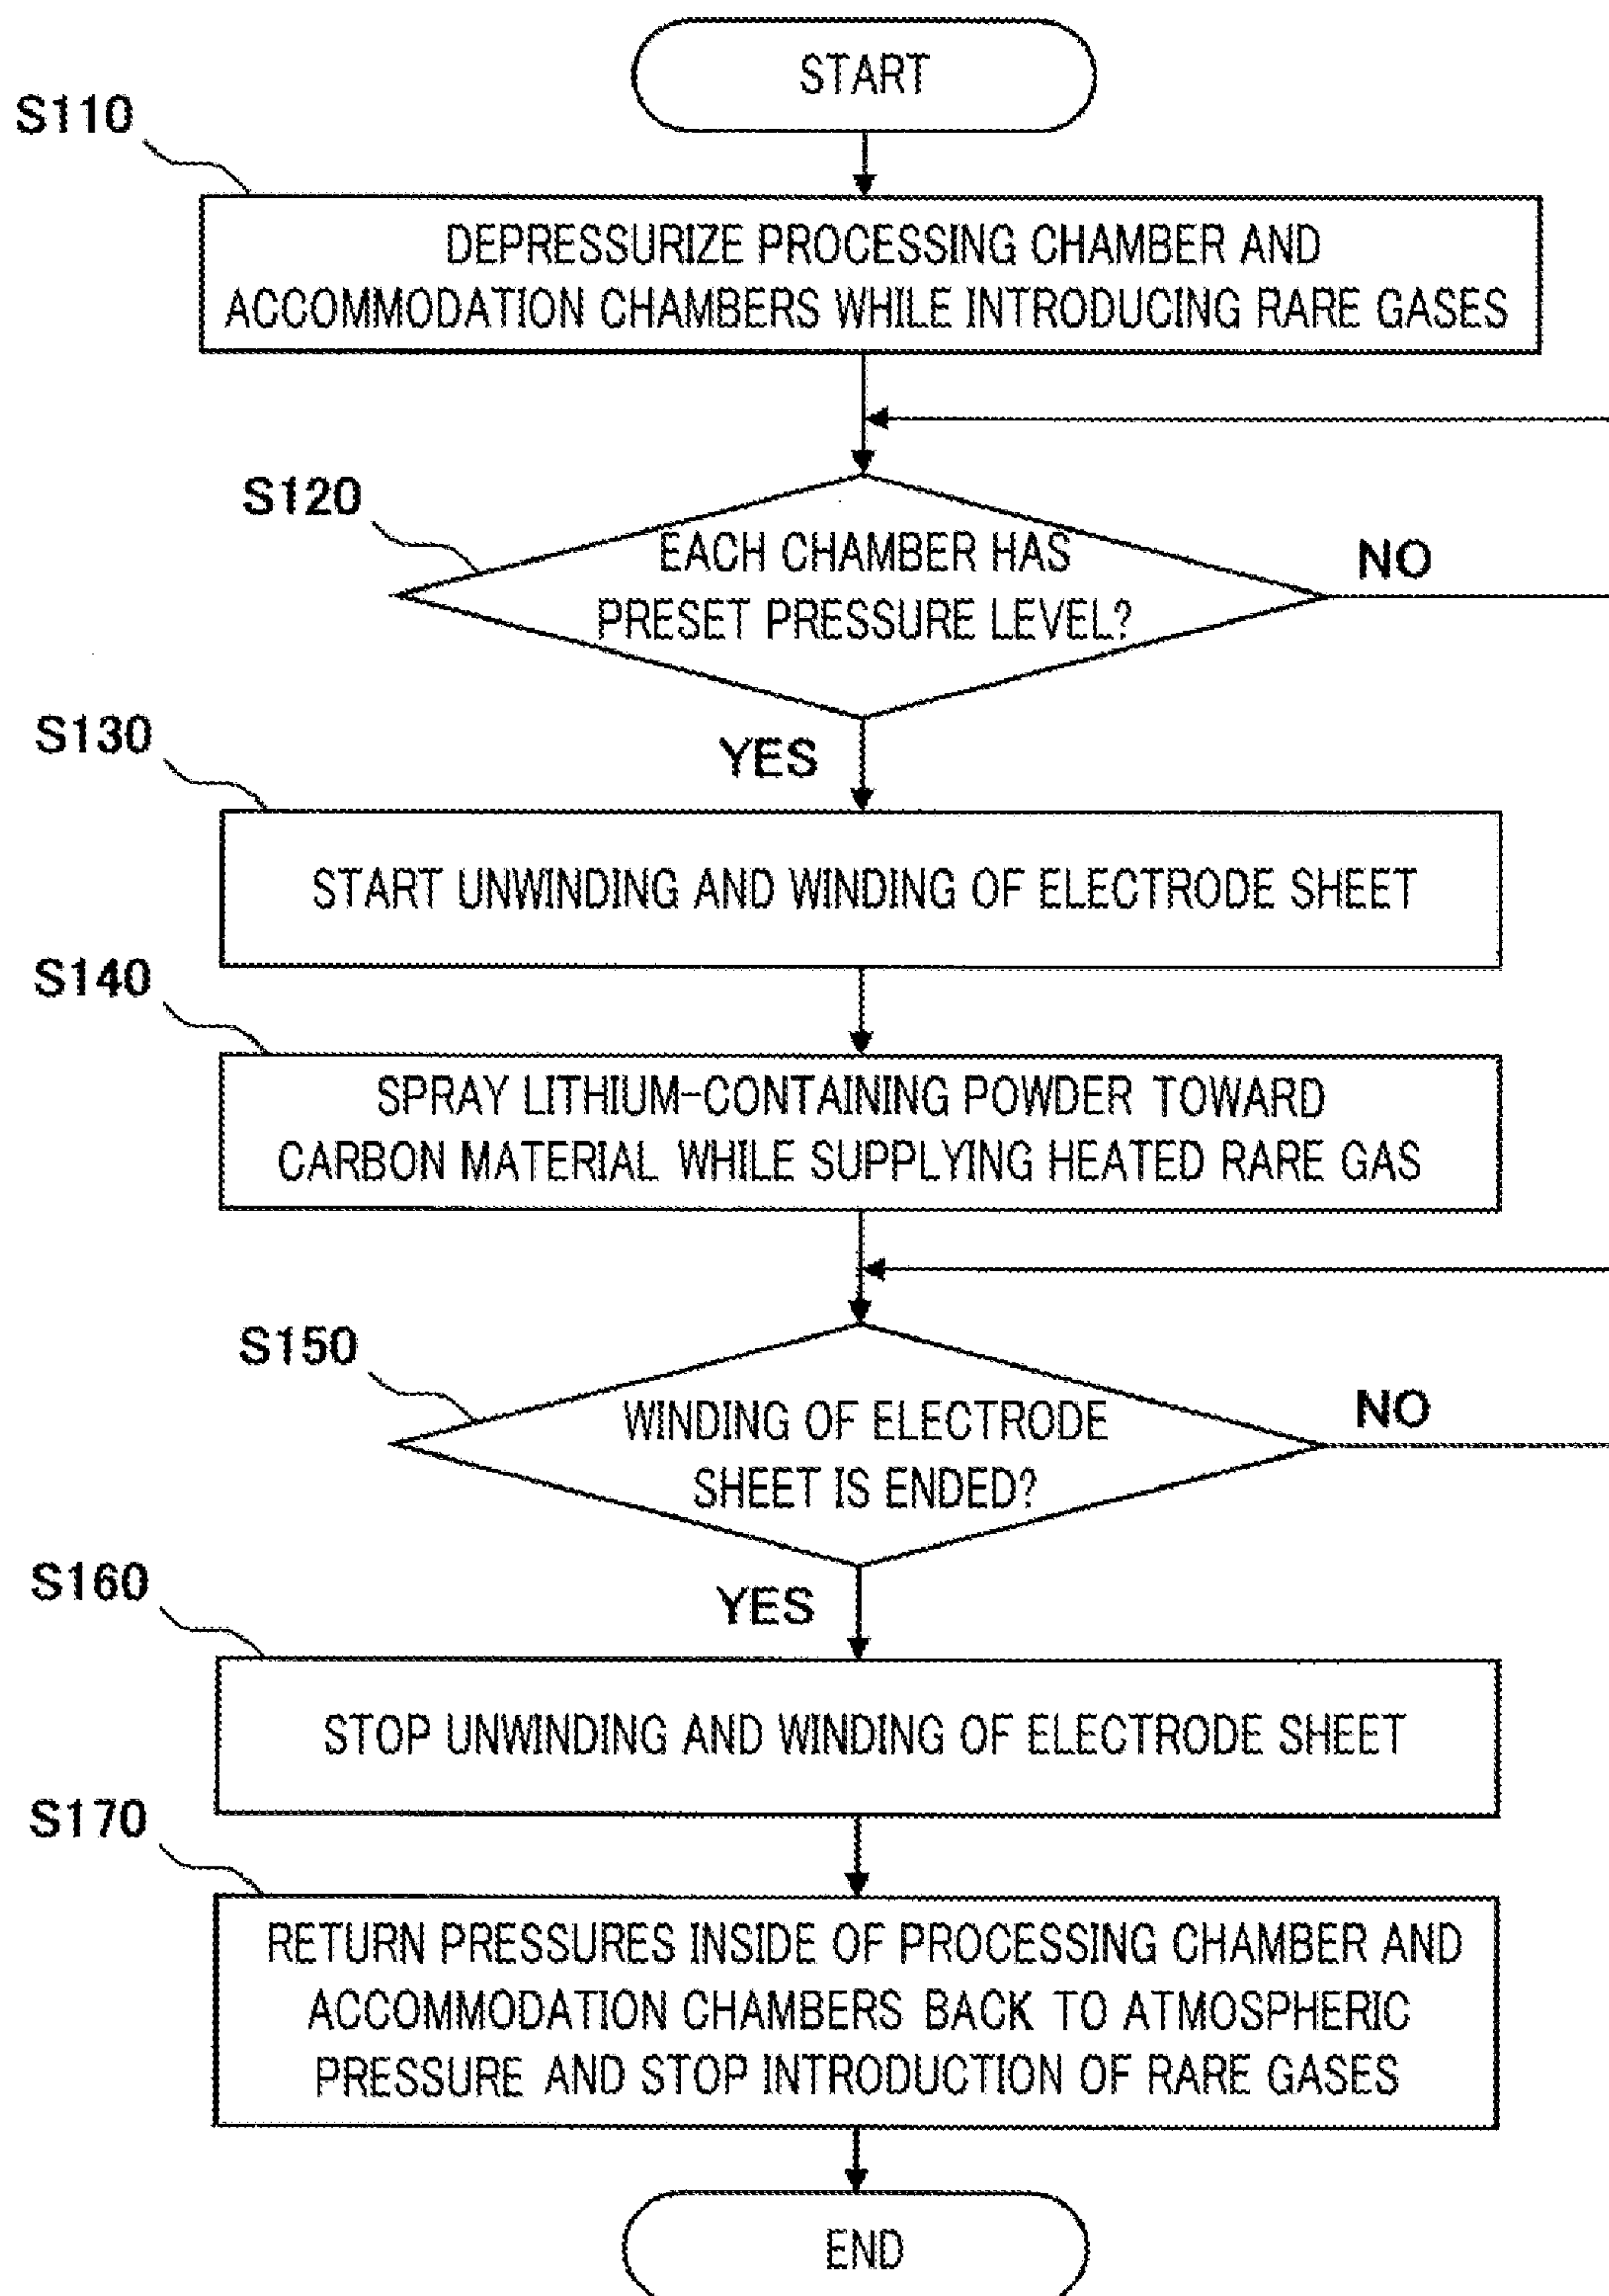 START
S110
DEPRESSURIZE PROCESSING CHAMBER AND
ACCOMMODATION CHAMBERS WHILE INTRODUCING RARE GASES
S120
EACH CHAMBER HAS
PRESET PRESSURE LEVEL?
NO
YES
S130
START UNWINDING AND WINDING OF ELECTRODE SHEET
S140
SPRAY LITHIUM-CONTAINING POWDER TOWARD
CARBON MATERIAL WHILE SUPPLYING HEATED RARE GAS
S150
WINDING OF ELECTRODE
SHEET IS ENDED?
NO
YES
S160
STOP UNWINDING AND WINDING OF ELECTRODE SHEET
S170
RETURN PRESSURES INSIDE OF PROCESSING CHAMBER AND
ACCOMMODATION CHAMBERS BACK TO ATMOSPHERIC
PRESSURE AND STOP INTRODUCTION OF RARE GASES
END